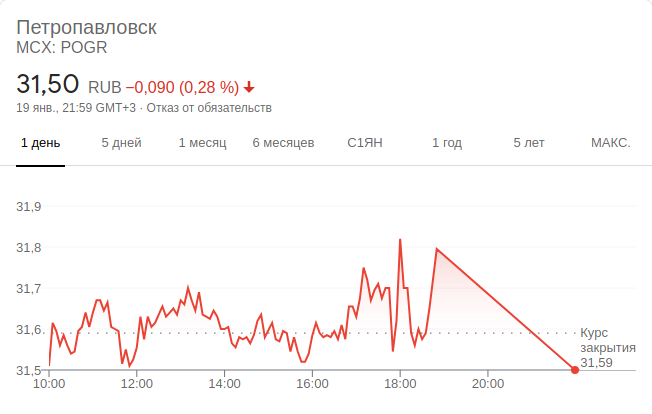 Петропавловск
MCX: POGR
31,50 RUB −0,090 (0,28 %)
19 янв., 21:59 GMT+3 · Отказ от обязательств
1 день 5 дней 1 месяц 6 месяцев С1ЯН 1 год 5 лет МАКС.
31,9
31,8
31,7
31,6
31,5
Курс
закрытия
31,59
10:00 12:00 14:00 16:00 18:00 20:00